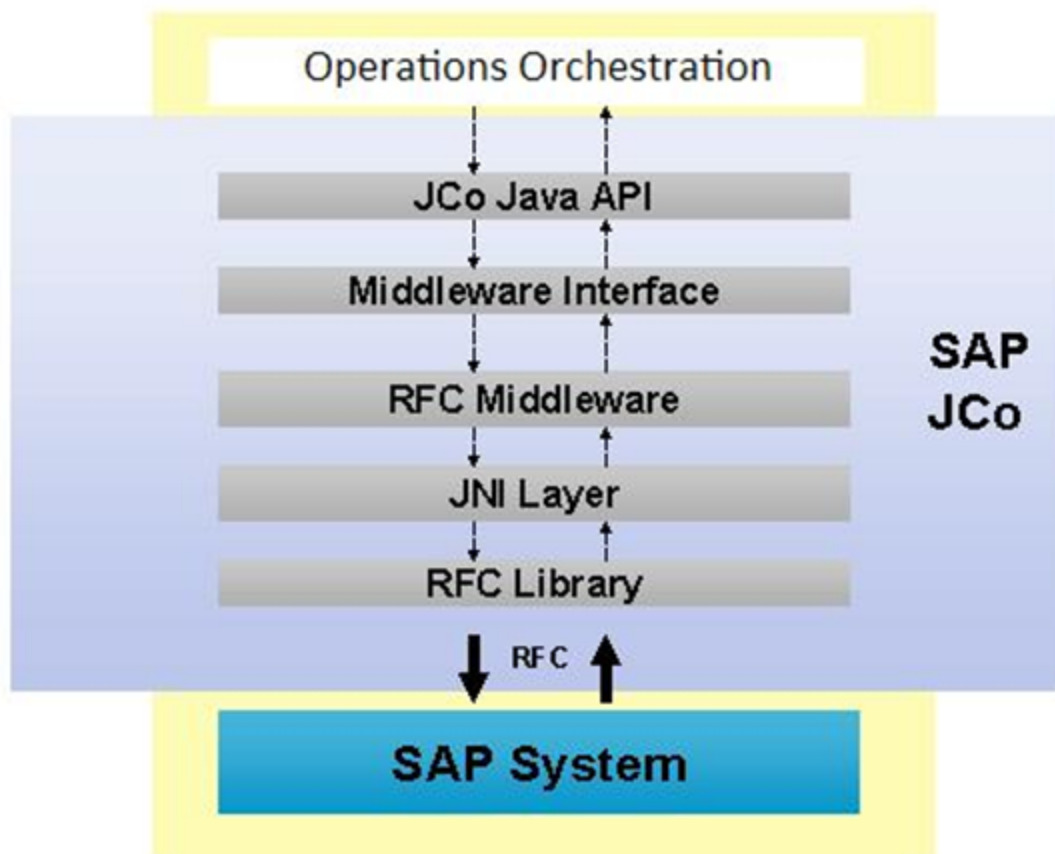 Operations Orchestration
JCo Java API
Middleware Interface
SAP
JCo
RFC Middleware
JNI Layer
RFC Library
RFC
SAP System